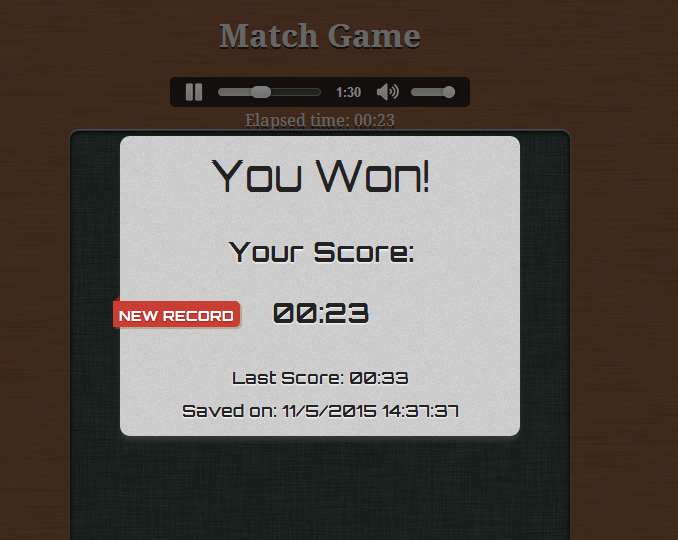 Match Game
1:30
Elapsed time: 00:23
You Won!
Your Score:
NEW RECORD
00:23
Last Score: 00:33
Saved on: 11/5/2015 14:37:37